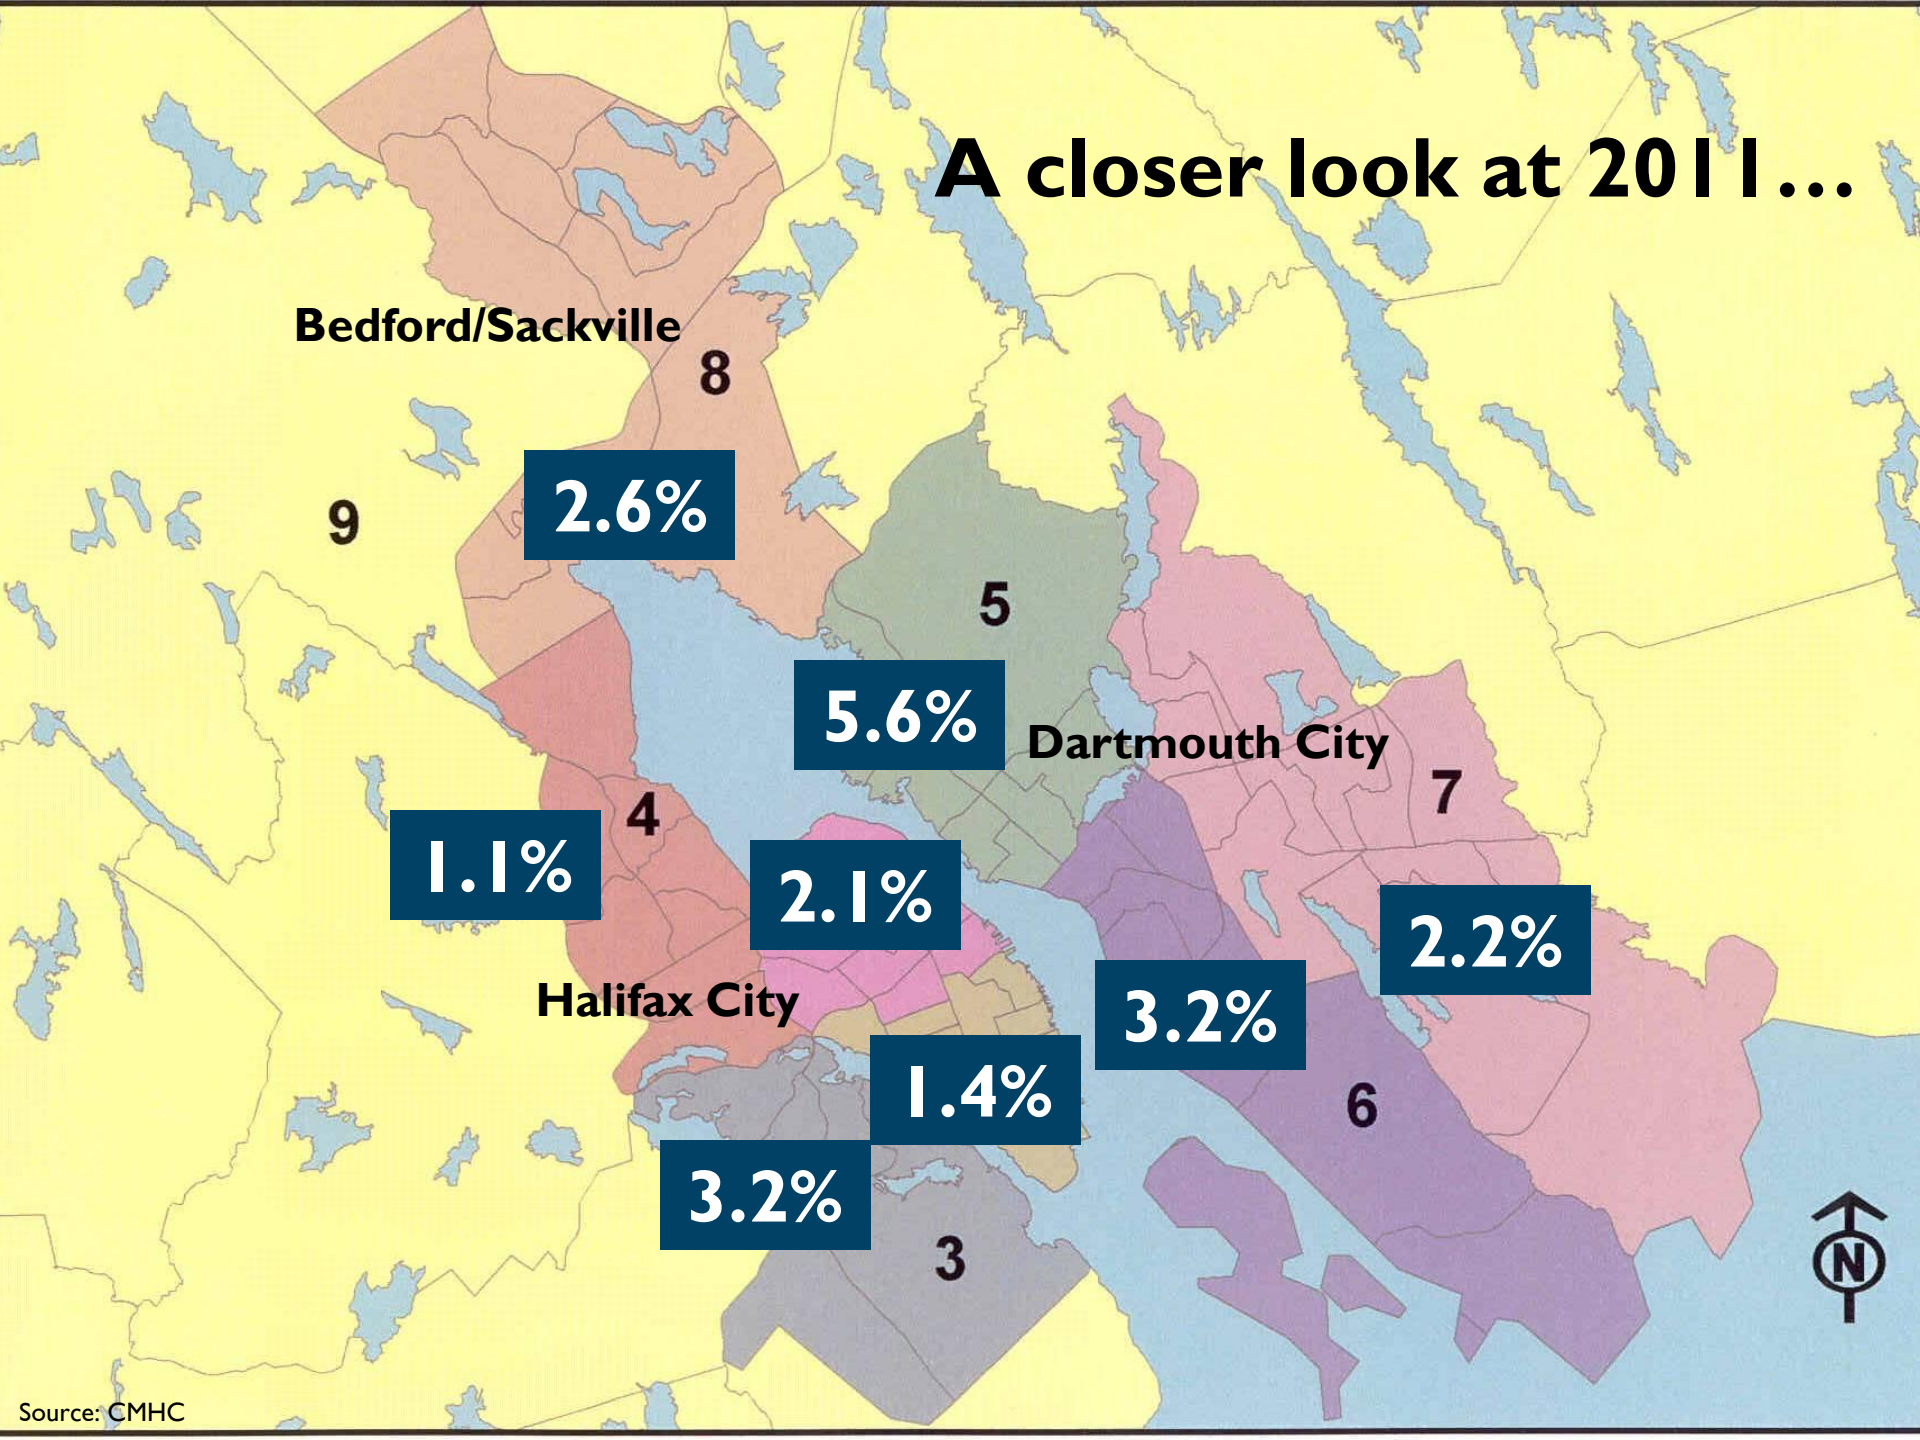 A closer look at 2011...
Bedford/Sackville
8
2.6%
9
5
5.6%
Dartmouth City
7
4
1.1%
2.1%
2.2%
Halifax City
3.2%
1.4%
6
3.2%
3
N
Source: CMHC